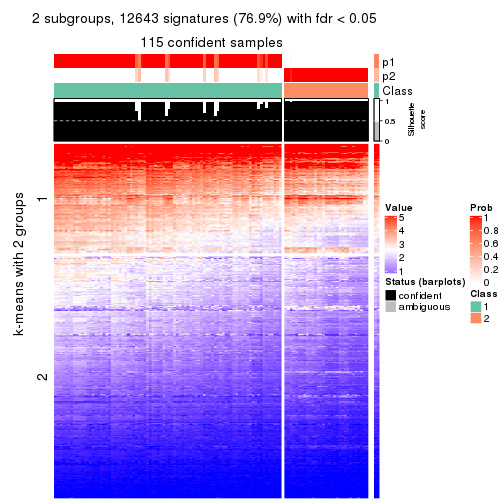 2 subgroups, 12643 signatures (76.9%) with fdr < 0.05
115 confident samples
p1
p2
Class
1
0.5
0
Silhouette
score
k-means with 2 groups
1
2
Value
5
4
3
2
1
Prob
1
0.8
0.6
0.4
0.2
0
Status (barplots)
confident
ambiguous
Class
1
2